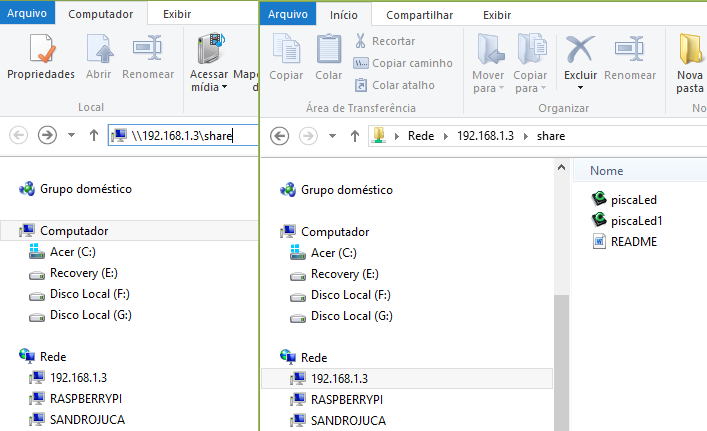 Arquivo Computador Exibir
Propriedades Abrir Renomear Acessar mídia Mape de
Local
\\192.168.1.3\share
Grupo doméstico
Computador
Acer (C:)
Recovery (E:)
Disco Local (F:)
Disco Local (G:)
Rede
192.168.1.3
RASPBERRYPI
SANDROJUCA
Arquivo Início Compartilhar Exibir
Copiar Colar
Recortar
Copiar caminho
Colar atalho
Área de Transferência
Mover para Copiar para Excluir Renomear
Organizar
Nova pasta
Rede 192.168.1.3 share
Grupo doméstico
Computador
Acer (C:)
Recovery (E:)
Disco Local (F:)
Disco Local (G:)
Rede
192.168.1.3
RASPBERRYPI
SANDROJUCA
Nome
piscaLed
piscaLed1
README